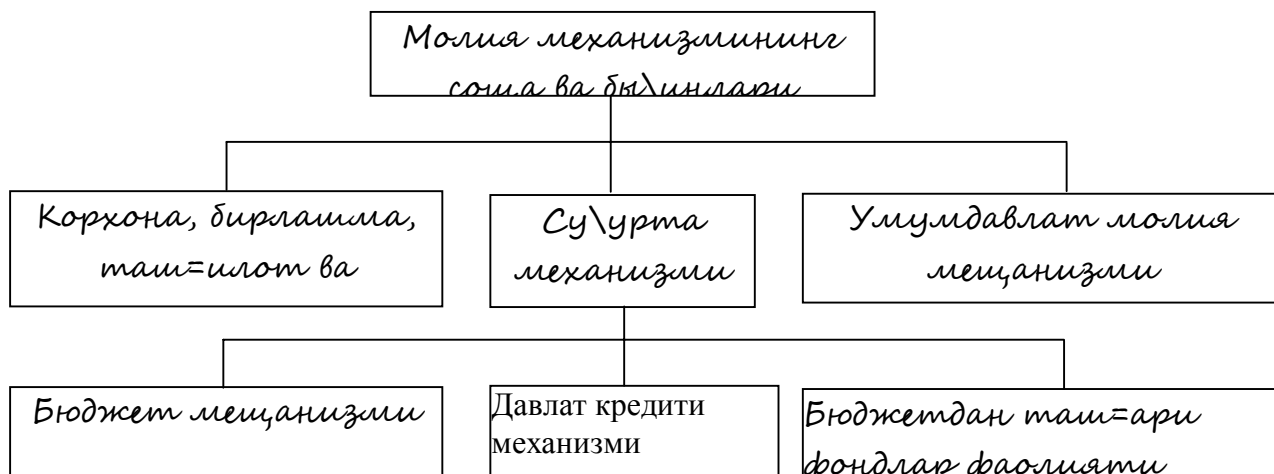 Молия механизмининг
соща ва бы\инлари
Корхона, бирлашма,
таш=илот ва
Су\урта
механизми
Умумдавлат молия
мещанизми
Бюджет мещанизми
Давлат кредити
механизми
Бюджетдан таш=ари
фондлар фаолияти